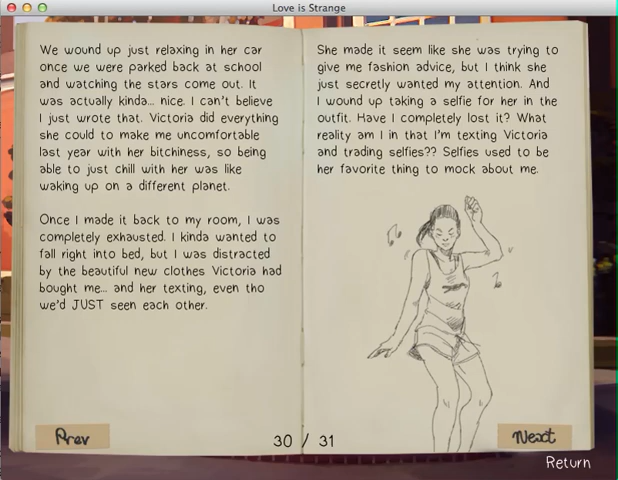 Love is Strange
We wound up just relaxing in her car
once we were parked back at school
and watching the stars come out. It
was actually kinda... nice. I can't believe
I just wrote that. Victoria did everything
she could to make me uncomfortable
last year with her bitchiness, so being
able to just chill with her was like
waking up on a different planet.
Once I made it back to my room, I was
completely exhausted. I kinda wanted to
fall right into bed, but I was distracted
by the beautiful new clothes Victoria had
bought me... and her texting, even tho
we'd JUST seen each other.
She made it seem like she was trying to
give me fashion advice, but I think she
just secretly wanted my attention. And
I wound up taking a selfie for her in the
outfit. Have I completely lost it? What
reality am I in that I'm texting Victoria
and trading selfies?? Selfies used to be
her favorite thing to mock about me.
Prev
30 / 31
Next
Return